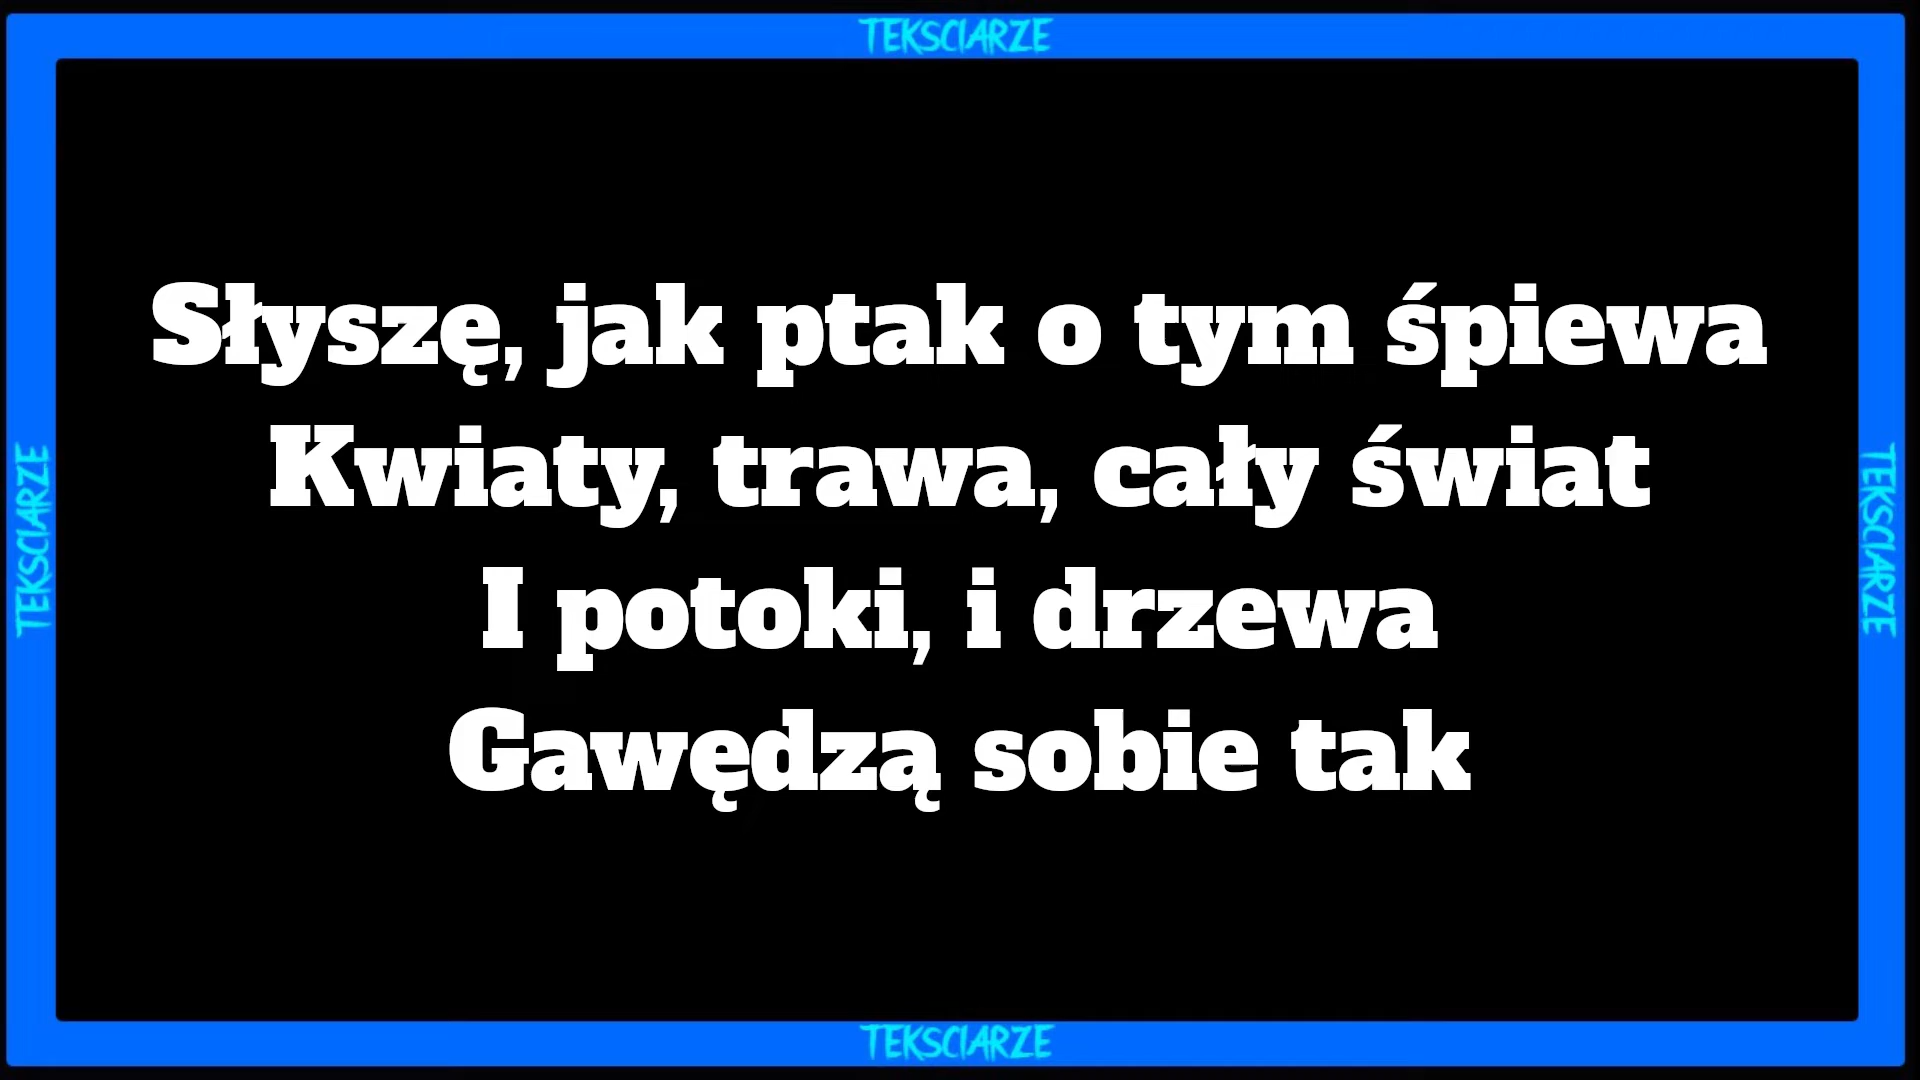 TEKSCIARZE
Słyszę, jak ptak o tym śpiewa
Kwiaty, trawa, cały świat
I potoki, i drzewa
Gawędzą sobie tak
TEKSCIARZE
TEKSCIARZE
TEKSCIARZE